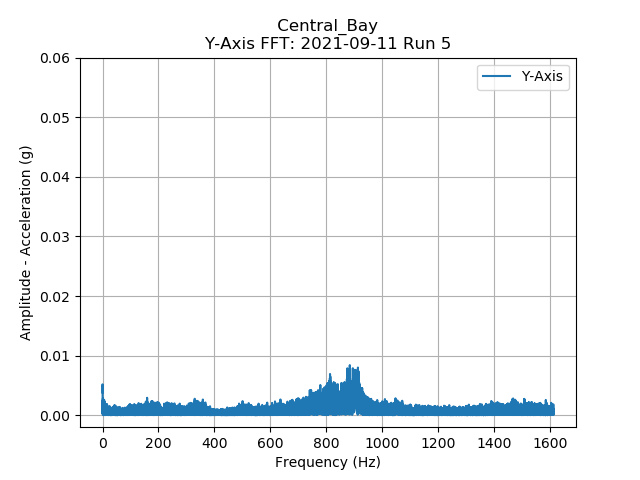 Central_Bay
Y-Axis FFT: 2021-09-11 Run 5
Y-Axis
0.06
0.05
0.04
0.03
0.02
0.01
0.00
Amplitude - Acceleration (g)
0 200 400 600 800 1000 1200 1400 1600
Frequency (Hz)